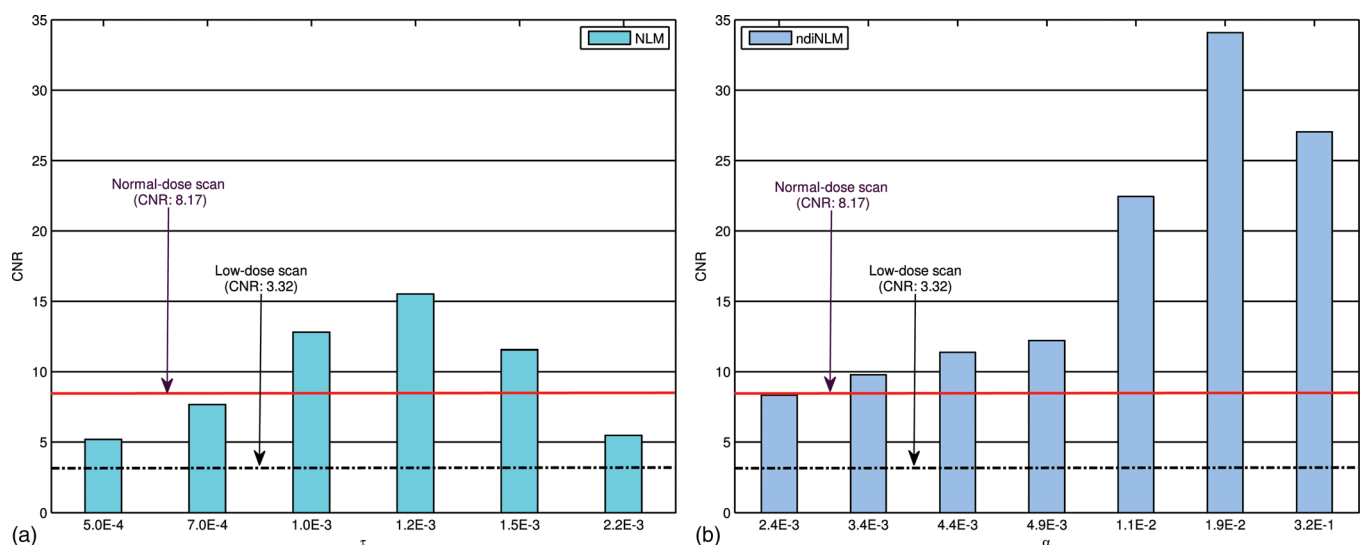 35
30
25
20
15
10
5
0
CNR
NLM
Normal-dose scan
(CNR: 8.17)
Low-dose scan
(CNR: 3.32)
5.0E-4 7.0E-4 1.0E-3 1.2E-3 1.5E-3 2.2E-3
(a)
τ
35
30
25
20
15
10
5
0
CNR
ndiNLM
Normal-dose scan
(CNR: 8.17)
Low-dose scan
(CNR: 3.32)
2.4E-3 3.4E-3 4.4E-3 4.9E-3 1.1E-2 1.9E-2 3.2E-1
(b)
α